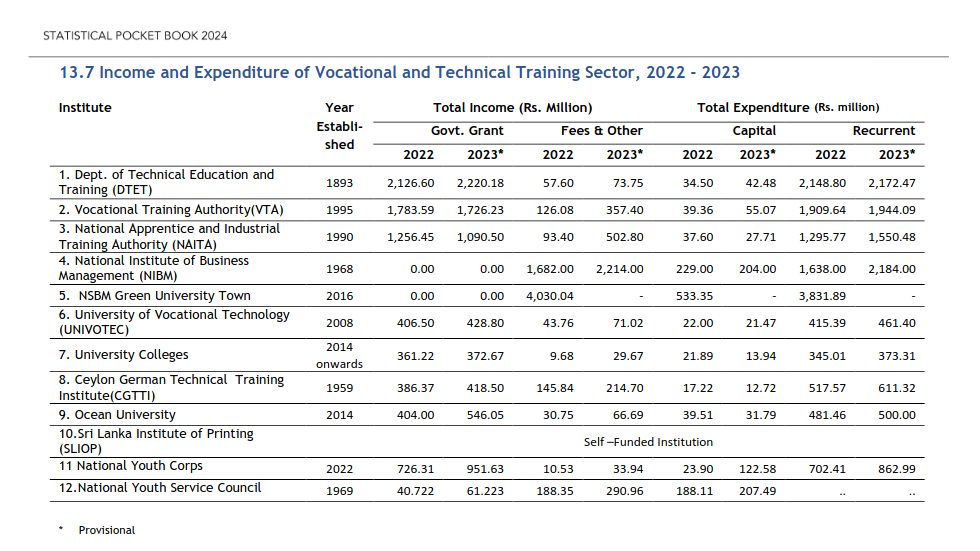 STATISTICAL POCKET BOOK 2024
13.7 Income and Expenditure of Vocational and Technical Training Sector, 2022 - 2023
Institute Year Total Income (Rs. Million) Total Expenditure (Rs. million)
Establi- Govt. Grant Fees & Other Capital Recurrent
shed
2022 2023* 2022 2023* 2022 2023* 2022 2023*
1. Dept. of Technical Education and
Training (DTET) 1893 2,126.60 2,220.18 57.60 73.75 34.50 42.48 2,148.80 2,172.47
2. Vocational Training Authority(VTA) 1995 1,783.59 1,726.23 126.08 357.40 39.36 55.07 1,909.64 1,944.09
3. National Apprentice and Industrial
Training Authority (NAITA) 1990 1,256.45 1,090.50 93.40 502.80 37.60 27.71 1,295.77 1,550.48
4. National Institute of Business
Management (NIBM) 1968 0.00 0.00 1,682.00 2,214.00 229.00 204.00 1,638.00 2,184.00
5. NSBM Green University Town 2016 0.00 0.00 4,030.04 - 533.35 - 3,831.89 -
6. University of Vocational Technology
(UNIVOTEC) 2008 406.50 428.80 43.76 71.02 22.00 21.47 415.39 461.40
7. University Colleges 2014 onwards 361.22 372.67 9.68 29.67 21.89 13.94 345.01 373.31
8. Ceylon German Technical Training
Institute(CGTTI) 1959 386.37 418.50 145.84 214.70 17.22 12.72 517.57 611.32
9. Ocean University 2014 404.00 546.05 30.75 66.69 39.51 31.79 481.46 500.00
10.Sri Lanka Institute of Printing
(SLIOP) Self –Funded Institution
11 National Youth Corps 2022 726.31 951.63 10.53 33.94 23.90 122.58 702.41 862.99
12.National Youth Service Council 1969 40.722 61.223 188.35 290.96 188.11 207.49 .. ..
* Provisional